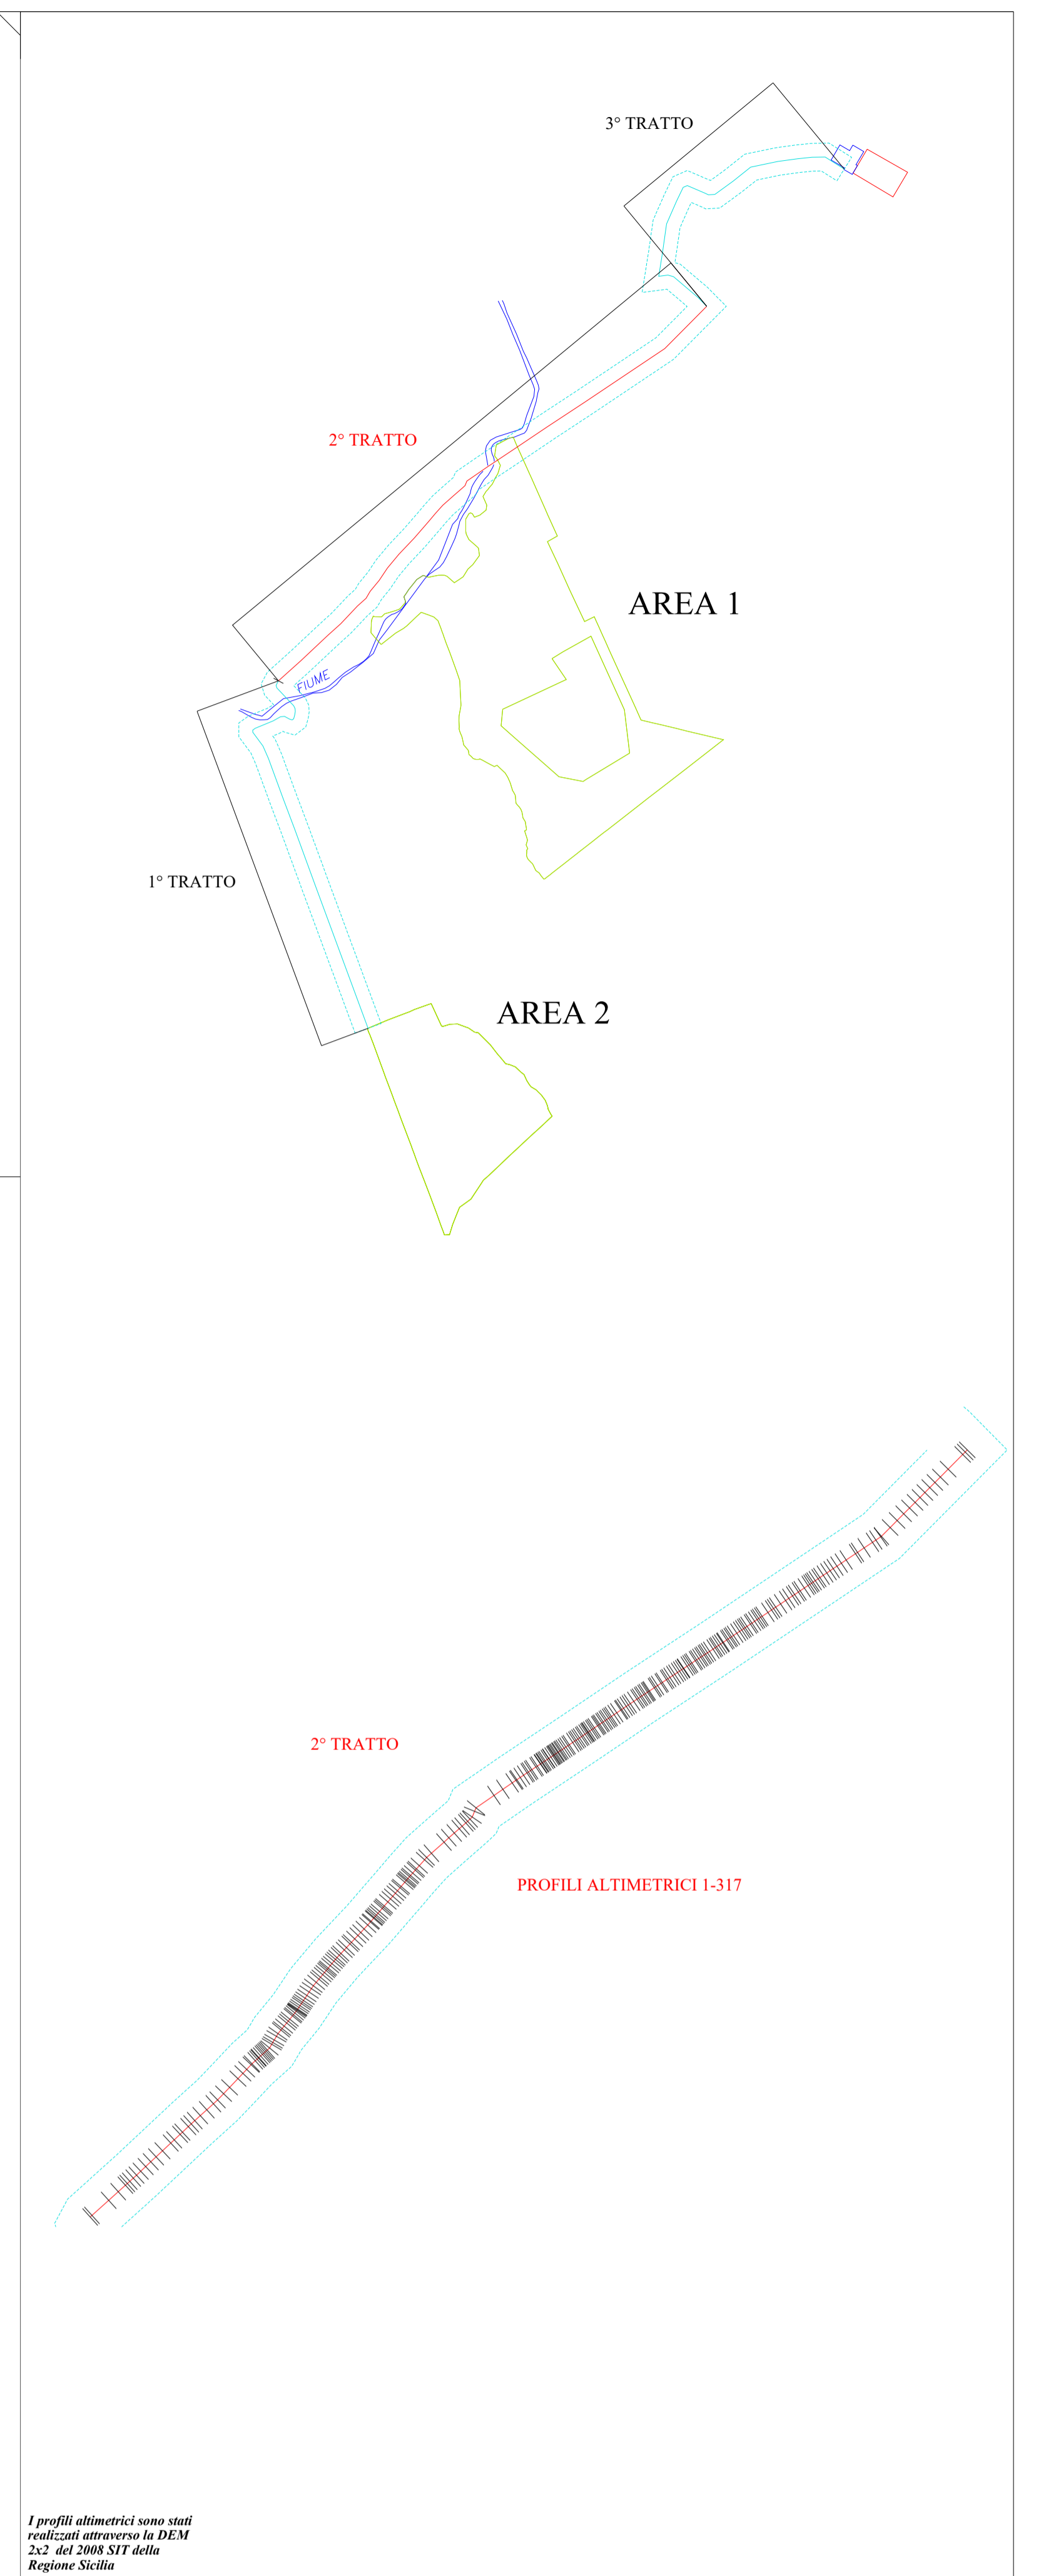 3° TRATTO
2° TRATTO
AREA 1
FIUME
1° TRATTO
AREA 2
2° TRATTO
PROFILI ALTIMETRICI 1-317
I profili altimetrici sono stati
realizzati attraverso la DEM
2x2 del 2008 SIT della
Regione Sicilia